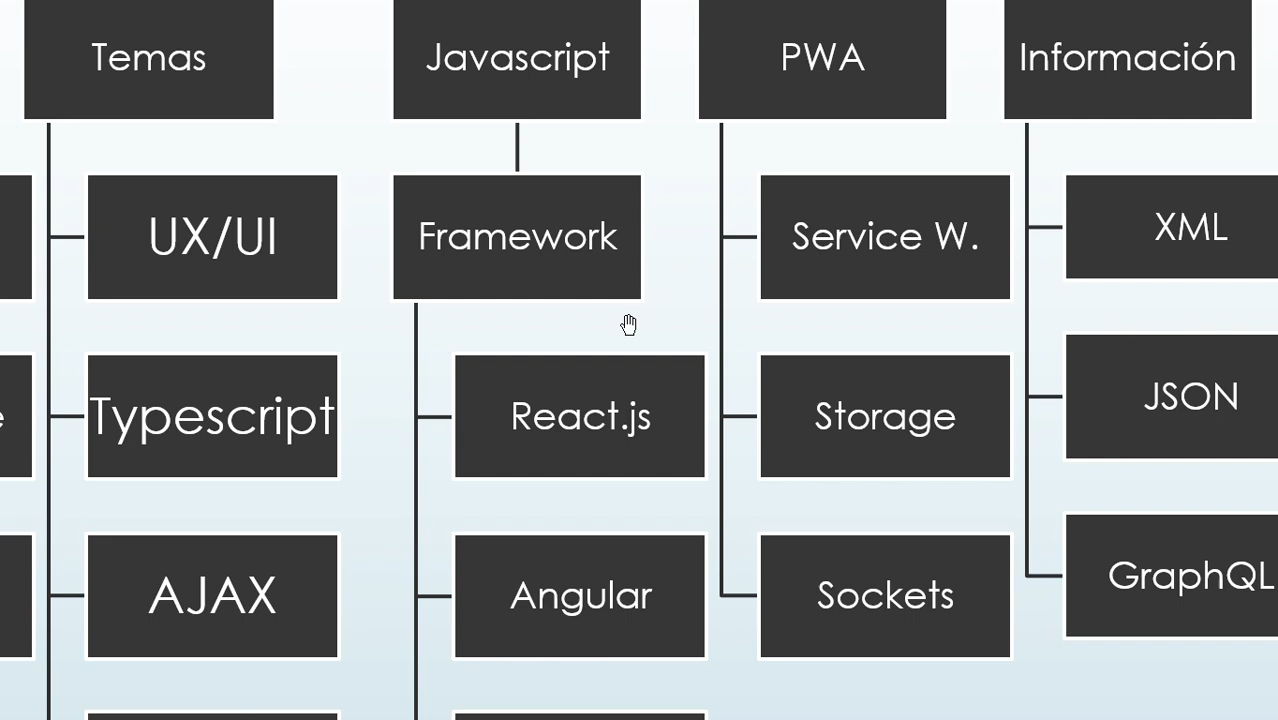 Temas
Javascript
PWA
Información
UX/UI
Framework
Service W.
XML
Typescript
React.js
Storage
JSON
AJAX
Angular
Sockets
GraphQL